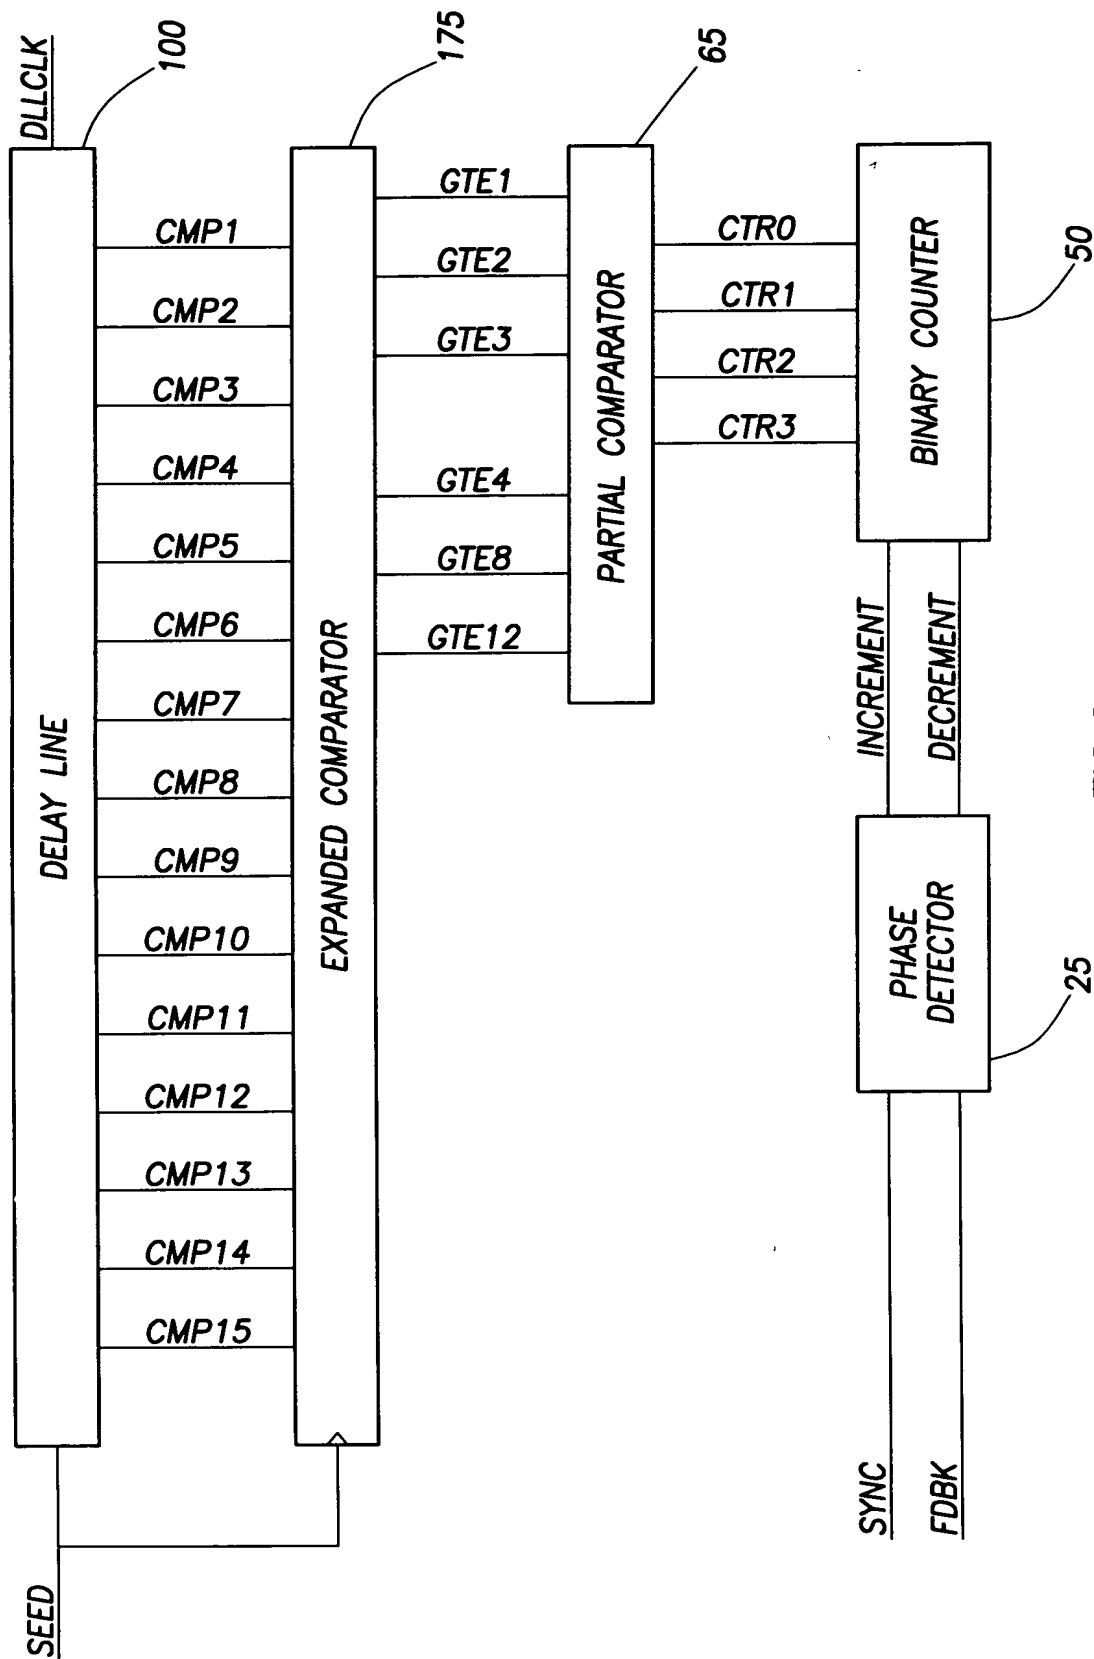 SEED
DLLCLK
DELAY LINE
100
CMP15
CMP14
CMP13
CMP12
CMP11
CMP10
CMP9
CMP8
CMP7
CMP6
CMP5
CMP4
CMP3
CMP2
CMP1
EXPANDED COMPARATOR
175
GTE12
GTE8
GTE4
GTE3
GTE2
GTE1
PARTIAL COMPARATOR
65
CTR3
CTR2
CTR1
CTR0
SYNC
FDBK
PHASE
DETECTOR
25
INCREMENT
DECREMENT
BINARY COUNTER
50